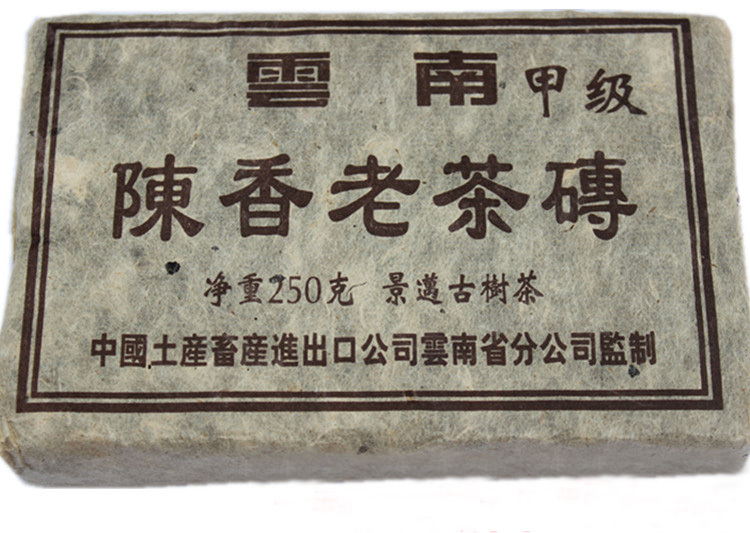 雲南甲级
陳香老茶磚
净重250克 景邁古樹茶
中國土産畜産進出口公司雲南省分公司監制